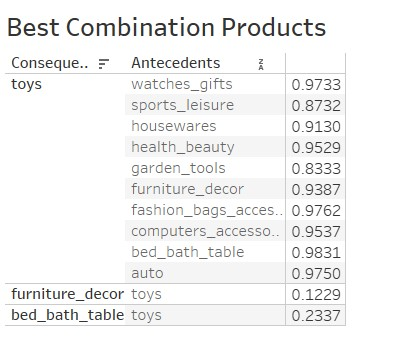 Best Combination Products
Conseque.. Antecedents
toys watches_gifts 0.9733
sports_leisure 0.8732
housewares 0.9130
health_beauty 0.9529
garden_tools 0.8333
furniture_decor 0.9387
fashion_bags_acces.. 0.9762
computers_accesso.. 0.9537
bed_bath_table 0.9831
auto 0.9750
furniture_decor toys 0.1229
bed_bath_table toys 0.2337